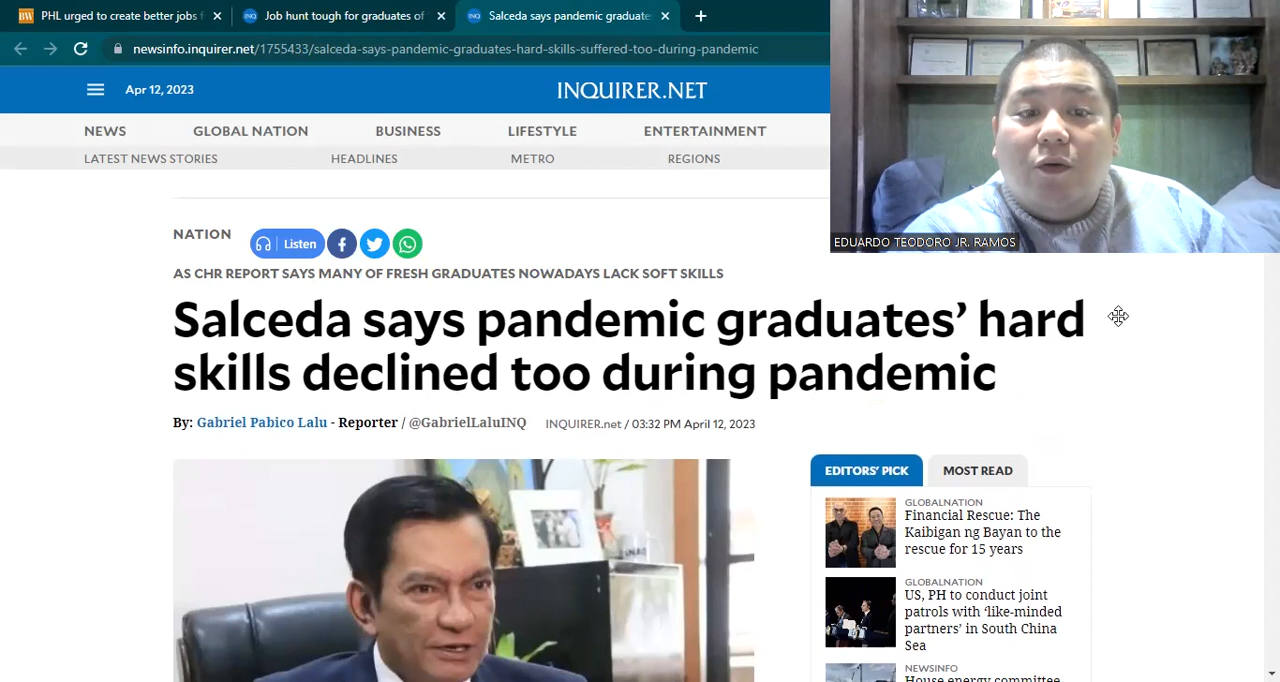 PHL urged to create better jobs f
Job hunt tough for graduates of
Salceda says pandemic graduate
newsinfo.inquirer.net/1755433/salceda-says-pandemic-graduates-hard-skills-suffered-too-during-pandemic
Apr 12, 2023
INQUIRER.NET
NEWS GLOBAL NATION BUSINESS LIFESTYLE ENTERTAINMENT
LATEST NEWS STORIES HEADLINES METRO REGIONS
EDUARDO TEODORO JR. RAMOS
NATION
Listen
AS CHR REPORT SAYS MANY OF FRESH GRADUATES NOWADAYS LACK SOFT SKILLS
Salceda says pandemic graduates’ hard
skills declined too during pandemic
By: Gabriel Pabico Lalu - Reporter / @GabrielLaluINQ
INQUIRER.net / 03:32 PM April 12, 2023
EDITORS' PICK
MOST READ
GLOBALNATION
Financial Rescue: The
Kaibigan ng Bayan to the
rescue for 15 years
GLOBALNATION
US, PH to conduct joint
patrols with ‘like-minded
partners’ in South China
Sea
NEWSINFO
House energy committee